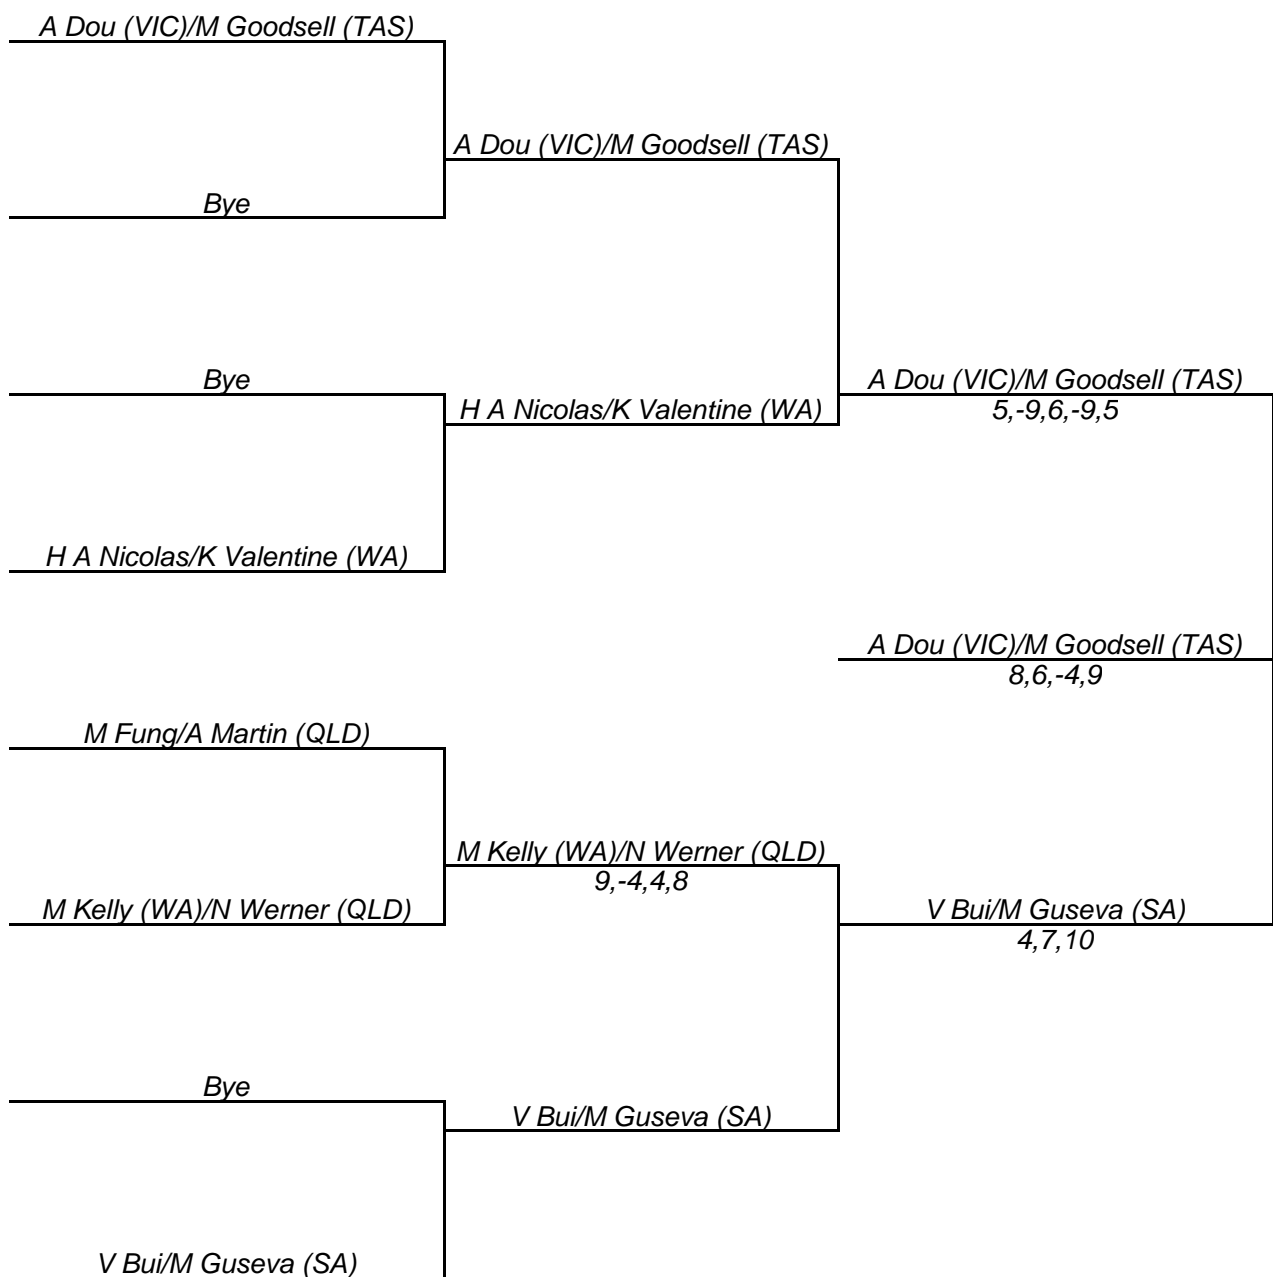 A Dou (VIC)/M Goodsell (TAS)
A Dou (VIC)/M Goodsell (TAS)
Bye
Bye
A Dou (VIC)/M Goodsell (TAS)
5,-9,6,-9,5
H A Nicolas/K Valentine (WA)
H A Nicolas/K Valentine (WA)
A Dou (VIC)/M Goodsell (TAS)
8,6,-4,9
M Fung/A Martin (QLD)
M Kelly (WA)/N Werner (QLD)
9,-4,4,8
M Kelly (WA)/N Werner (QLD)
V Bui/M Guseva (SA)
4,7,10
Bye
V Bui/M Guseva (SA)
V Bui/M Guseva (SA)